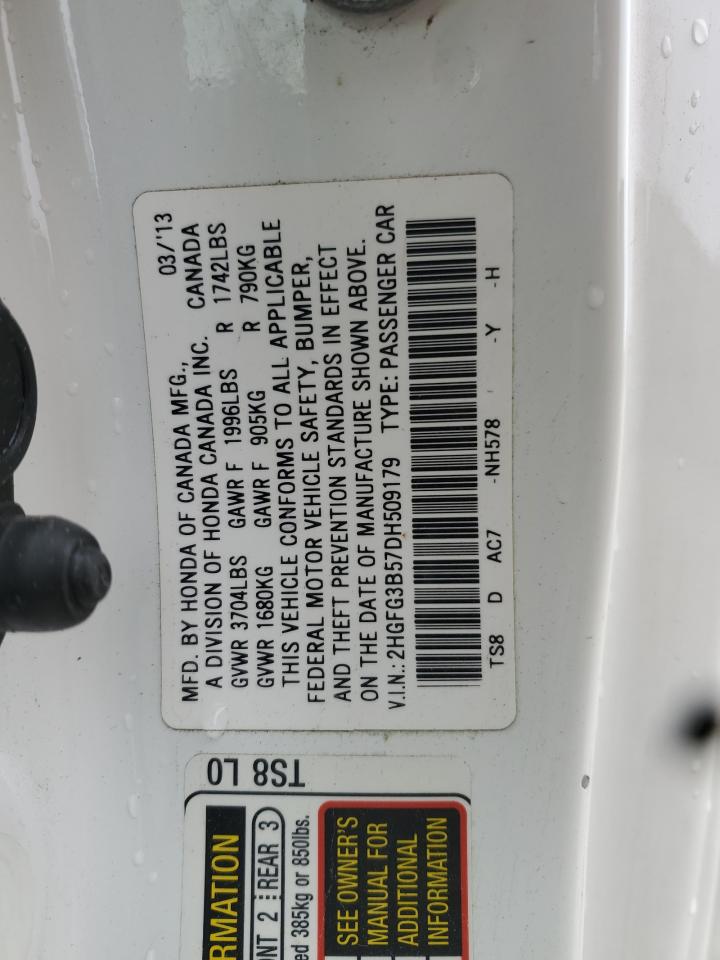 MFD. BY HONDA OF CANADA MFG., 03/'13
A DIVISION OF HONDA CANADA INC. CANADA
GVWR 3704LBS GAWR F 1996LBS R 1742LBS
GVWR 1680KG GAWR F 905KG R 790KG
THIS VEHICLE CONFORMS TO ALL APPLICABLE
FEDERAL MOTOR VEHICLE SAFETY, BUMPER,
AND THEFT PREVENTION STANDARDS IN EFFECT
ON THE DATE OF MANUFACTURE SHOWN ABOVE.
V.I.N.: 2HGFG3B57DH509179 TYPE: PASSENGER CAR
TS8 D AC7 -NH578 -Y -H
TS8 L0
RMATION
NT 2 REAR 3
ed 385kg or 850lbs.
SEE OWNER'S
MANUAL FOR
ADDITIONAL
INFORMATION